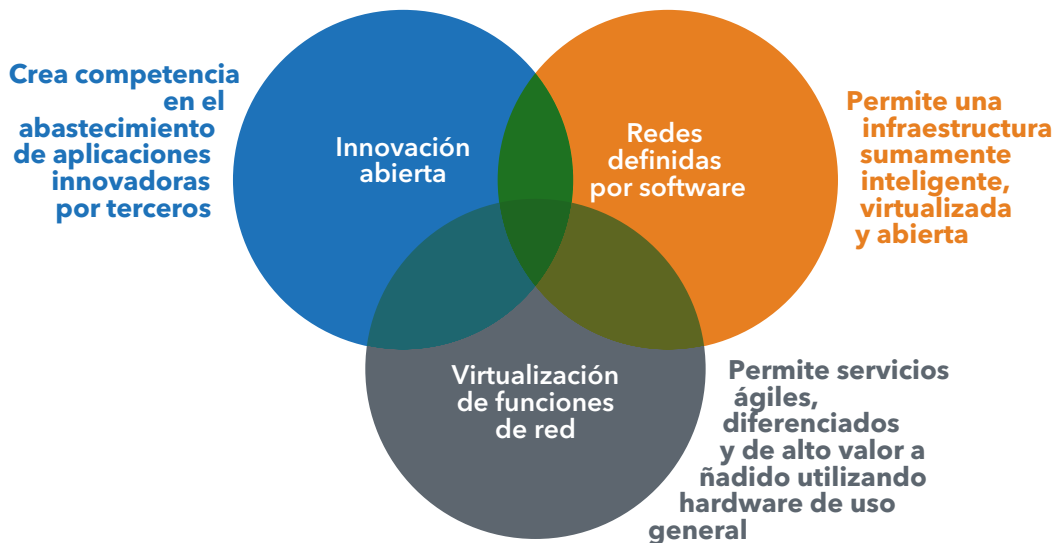 Crea competencia
en el
abastecimiento
de aplicaciones
innovadoras
por terceros
Innovación
abierta
Redes
definidas
por software
Permite una
infraestructura
sumamente
inteligente,
virtualizada
y abierta
Virtualización
de funciones
de red
Permite servicios
ágiles,
diferenciados
y de alto valor a
ñadido utilizando
hardware de uso
general